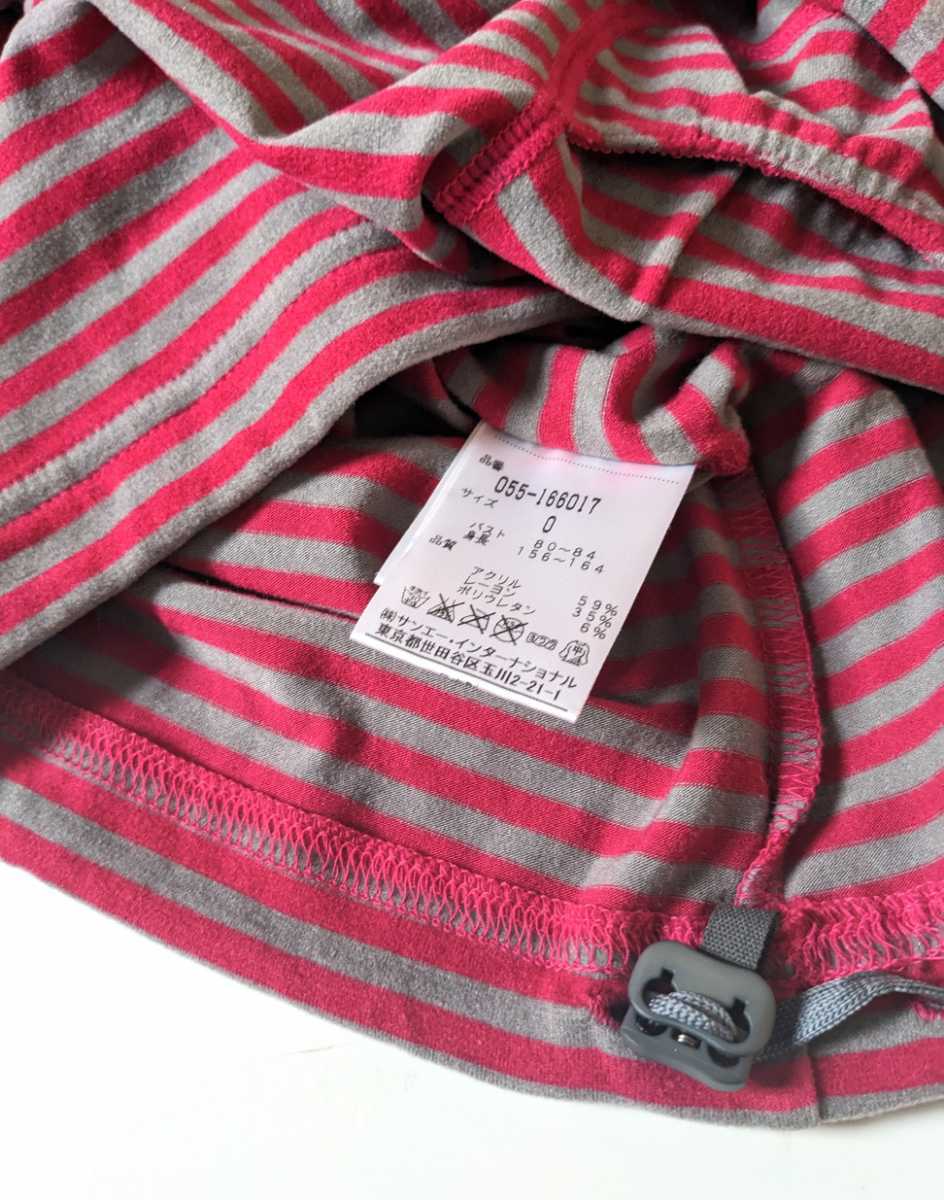 品番
055-166017
サイズ
0
バスト 80～84
身長 156～164
品質
アクリル 59%
レーヨン 35%
ポリウレタン 6%
中
㈱サンエー・インターナショナル
東京都世田谷区玉川2-21-1